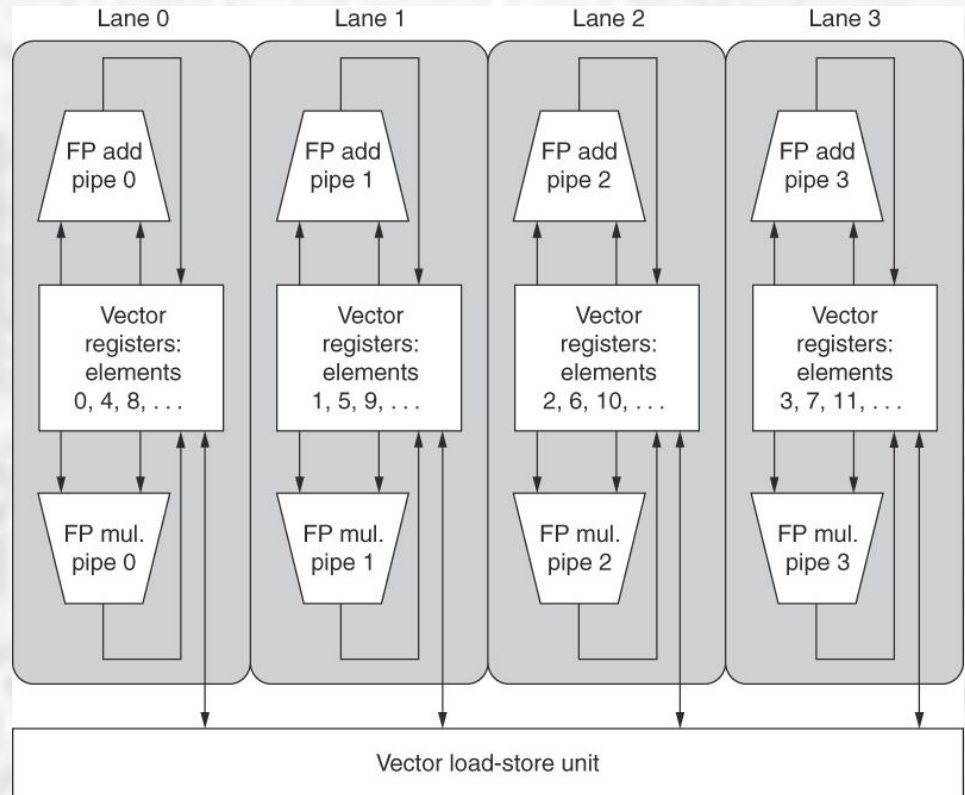 Lane 0
Lane 1
Lane 2
Lane 3
FP add
pipe 0
FP add
pipe 1
FP add
pipe 2
FP add
pipe 3
Vector
registers:
elements
0, 4, 8, . . .
Vector
registers:
elements
1, 5, 9, . . .
Vector
registers:
elements
2, 6, 10, . . .
Vector
registers:
elements
3, 7, 11, . . .
FP mul.
pipe 0
FP mul.
pipe 1
FP mul.
pipe 2
FP mul.
pipe 3
Vector load-store unit